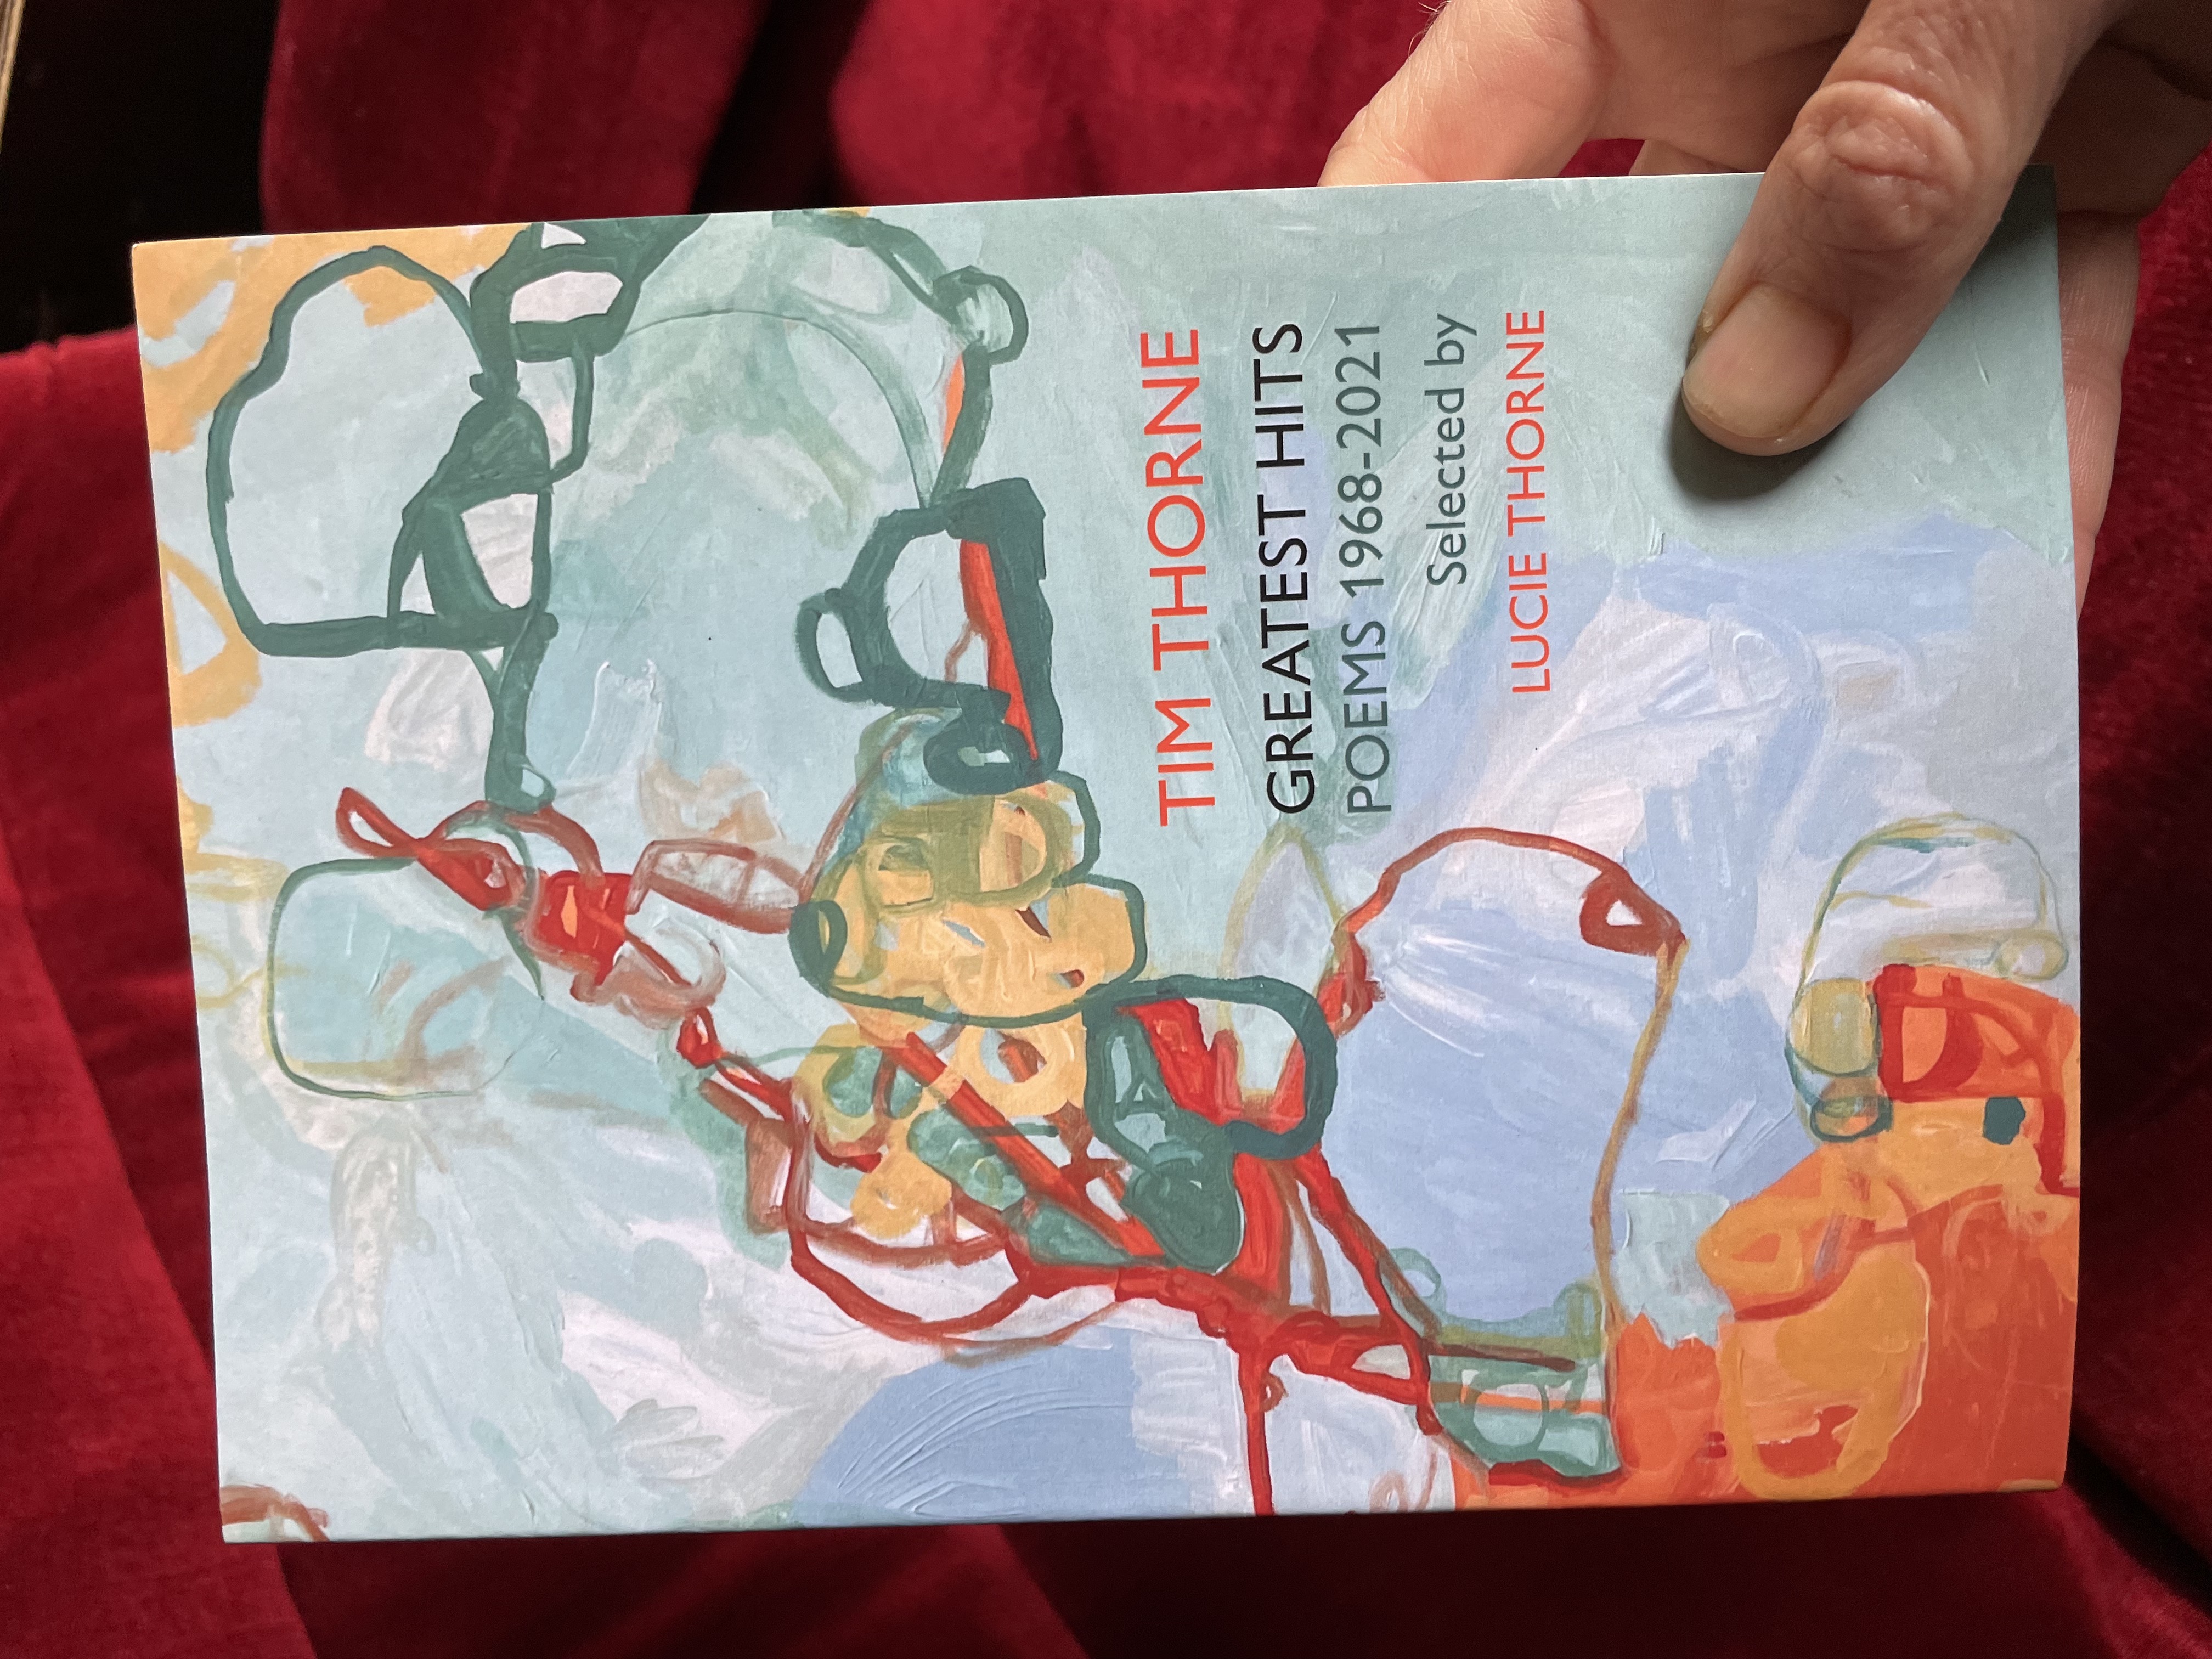 TIM THORNE
GREATEST HITS
POEMS 1968-2021
Selected by
LUCIE THORNE